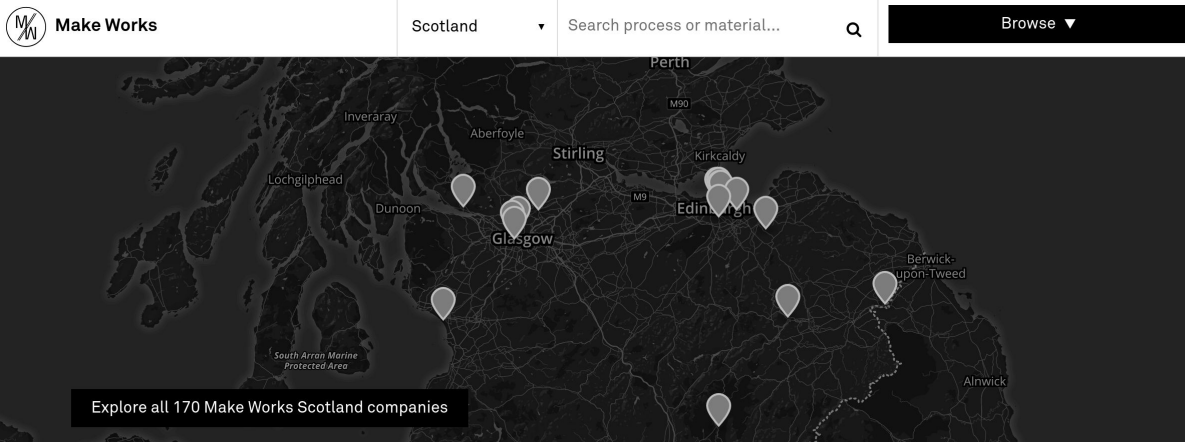 M/W
Make Works
Scotland ▼
Search process or material...
Browse ▼
Perth
M90
Inveraray
Aberfoyle
Stirling
Kirkcaldy
Lochgilphead
M9
Dunoon
Edinburgh
Glasgow
Berwick-
upon-Tweed
South Arran Marine
Protected Area
Alnwick
Explore all 170 Make Works Scotland companies